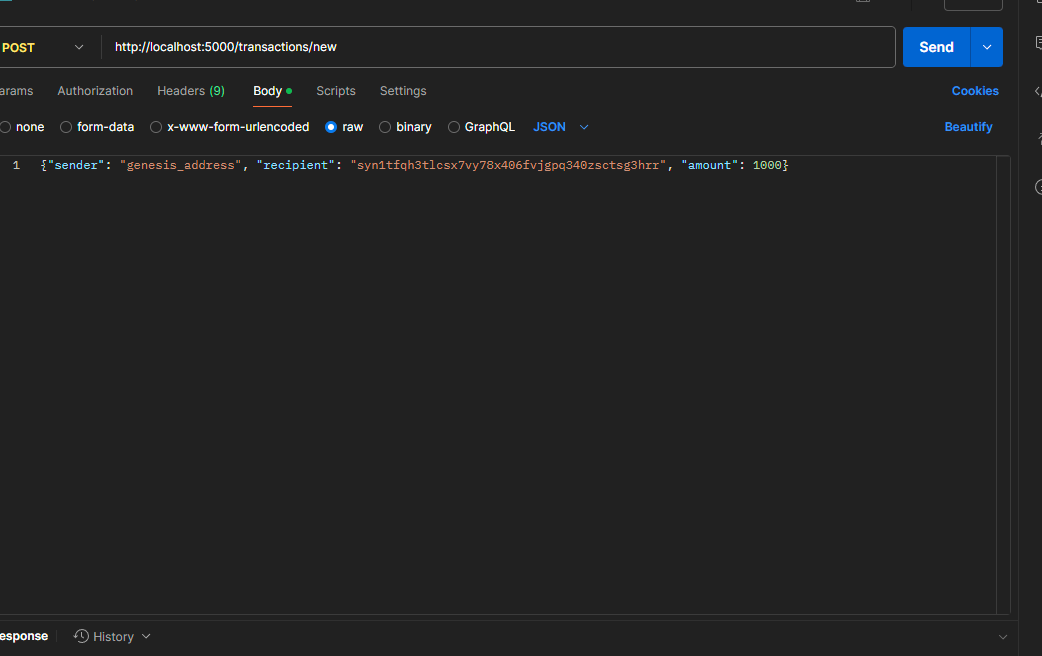 POST http://localhost:5000/transactions/new Send
arams Authorization Headers (9) Body Scripts Settings Cookies
none form-data x-www-form-urlencoded raw binary GraphQL JSON Beautify
1 {"sender": "genesis_address", "recipient": "syn1tfqh3tlcsx7vy78x406fvjgpq340zsctsg3hrr", "amount": 1000}
esponse History